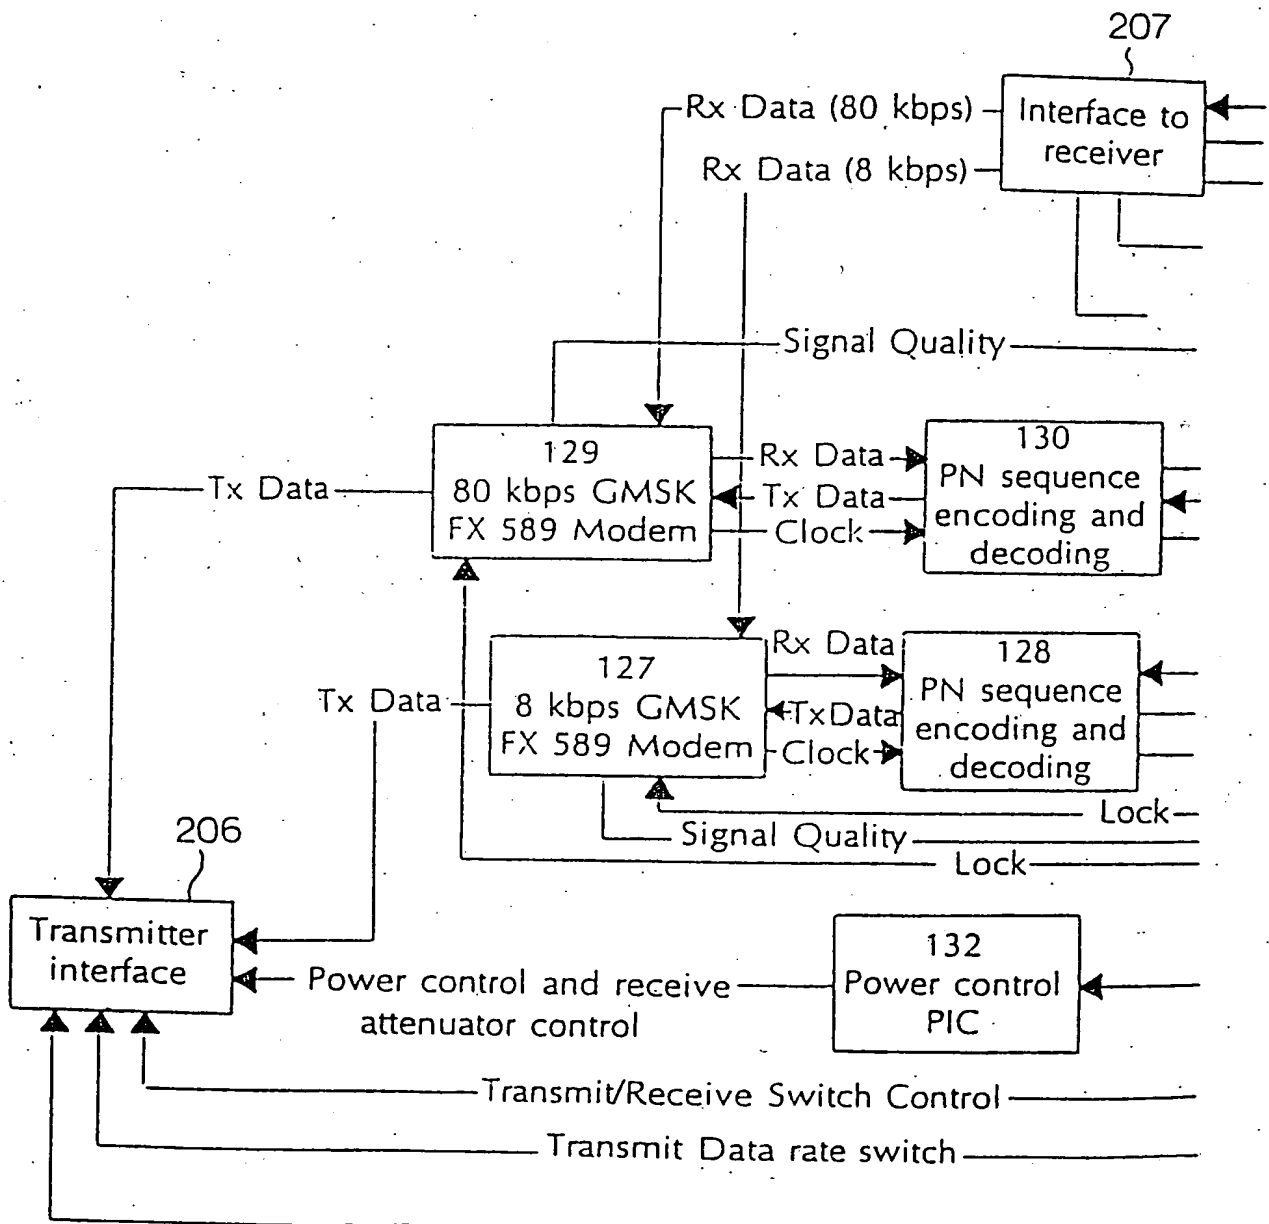 207
Rx Data (80 kbps)
Interface to
receiver
Rx Data (8 kbps)
Signal Quality
129
80 kbps GMSK
FX 589 Modem
Rx Data
Tx Data
Clock
130
PN sequence
encoding and
decoding
Tx Data
127
8 kbps GMSK
FX 589 Modem
Rx Data
TxData
Clock
128
PN sequence
encoding and
decoding
Tx Data
Lock
Signal Quality
Lock
206
Transmitter
interface
Power control and receive
attenuator control
132
Power control
PIC
Transmit/Receive Switch Control
Transmit Data rate switch